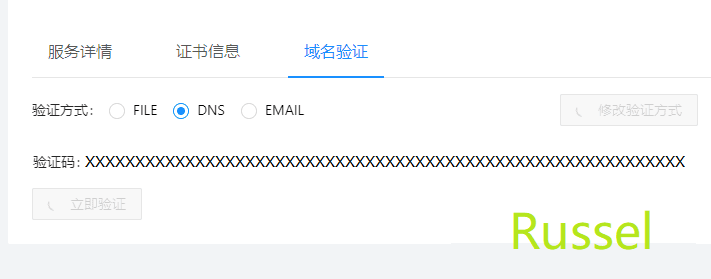 服务详情 证书信息 域名验证
验证方式： FILE DNS EMAIL 修改验证方式
验证码：XXXXXXXXXXXXXXXXXXXXXXXXXXXXXXXXXXXXXXXXXXXXXXXXXXXXXXXXXXXX
立即验证
Russel